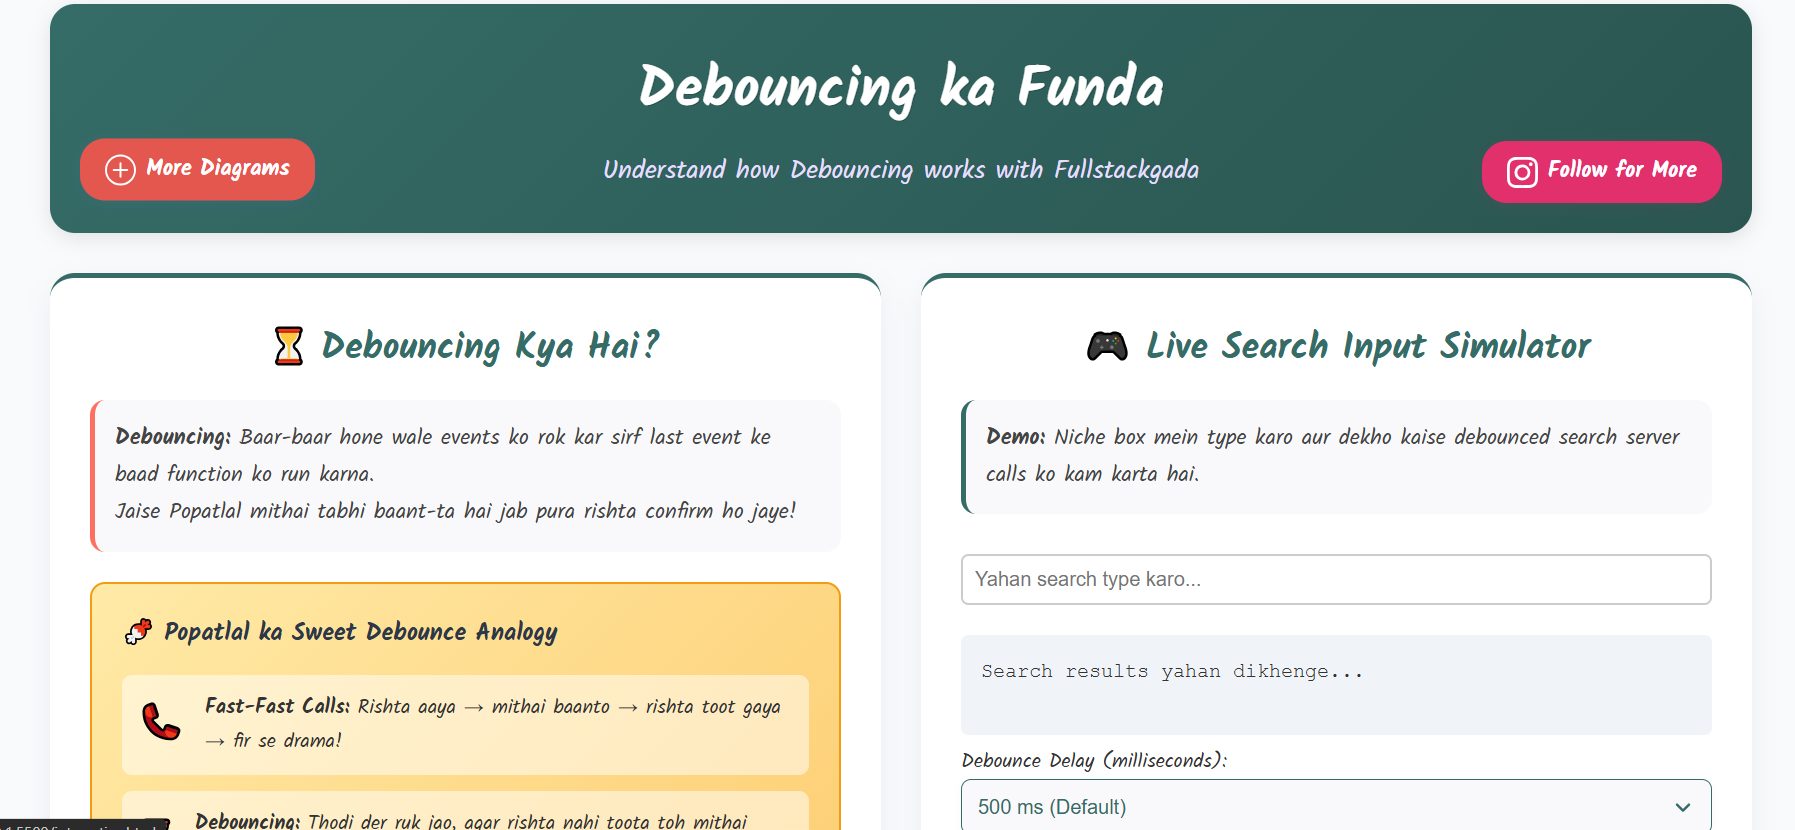 Debouncing ka Funda
More Diagrams
Understand how Debouncing works with Fullstackgada
Follow for More
Debouncing Kya Hai?
Debouncing: Baar-baar hone wale events ko rok kar sirf last event ke
baad function ko run karna.
Jaise Popatlal mithai tabhi baant-ta hai jab pura rishta confirm ho jaye!
Popatlal ka Sweet Debounce Analogy
Fast-Fast Calls: Rishta aaya → mithai baanto → rishta toot gaya
→ fir se drama!
Debouncing: Thodi der ruk jao, agar rishta nahi toota toh mithai
Live Search Input Simulator
Demo: Niche box mein type karo aur dekho kaise debounced search server
calls ko kam karta hai.
Yahan search type karo...
Search results yahan dikhenge...
Debounce Delay (milliseconds):
500 ms (Default)